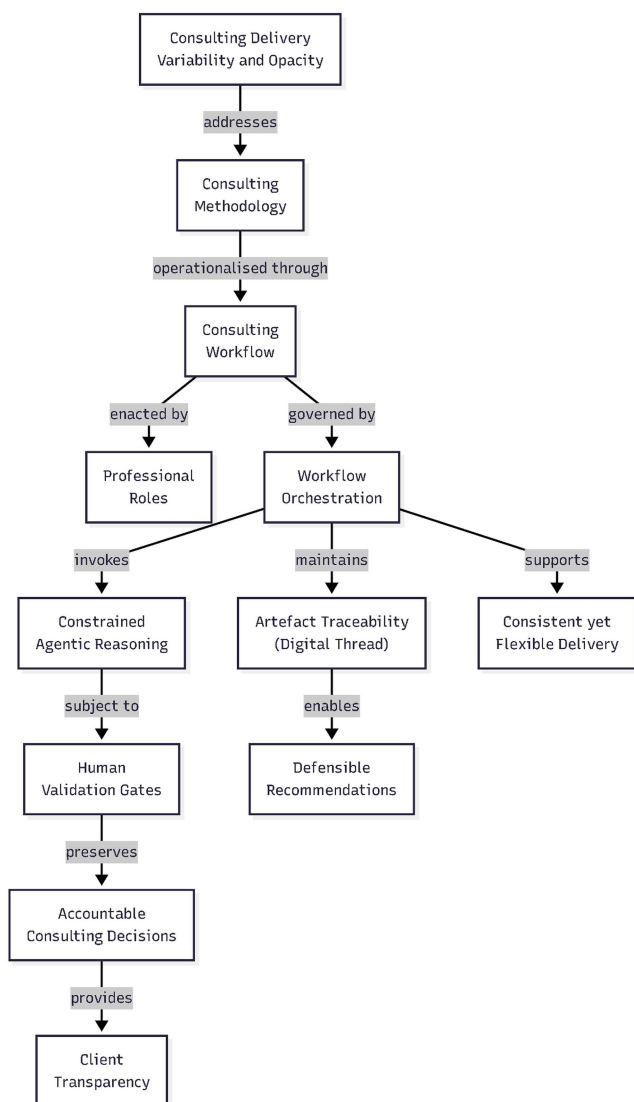 Consulting Delivery
Variability and Opacity
addresses
Consulting
Methodology
operationalised through
Consulting
Workflow
enacted by
governed by
Professional
Roles
Workflow
Orchestration
invokes
maintains
supports
Constrained
Agentic Reasoning
Artefact Traceability
(Digital Thread)
Consistent yet
Flexible Delivery
subject to
enables
Human
Validation Gates
Defensible
Recommendations
preserves
Accountable
Consulting Decisions
provides
Client
Transparency